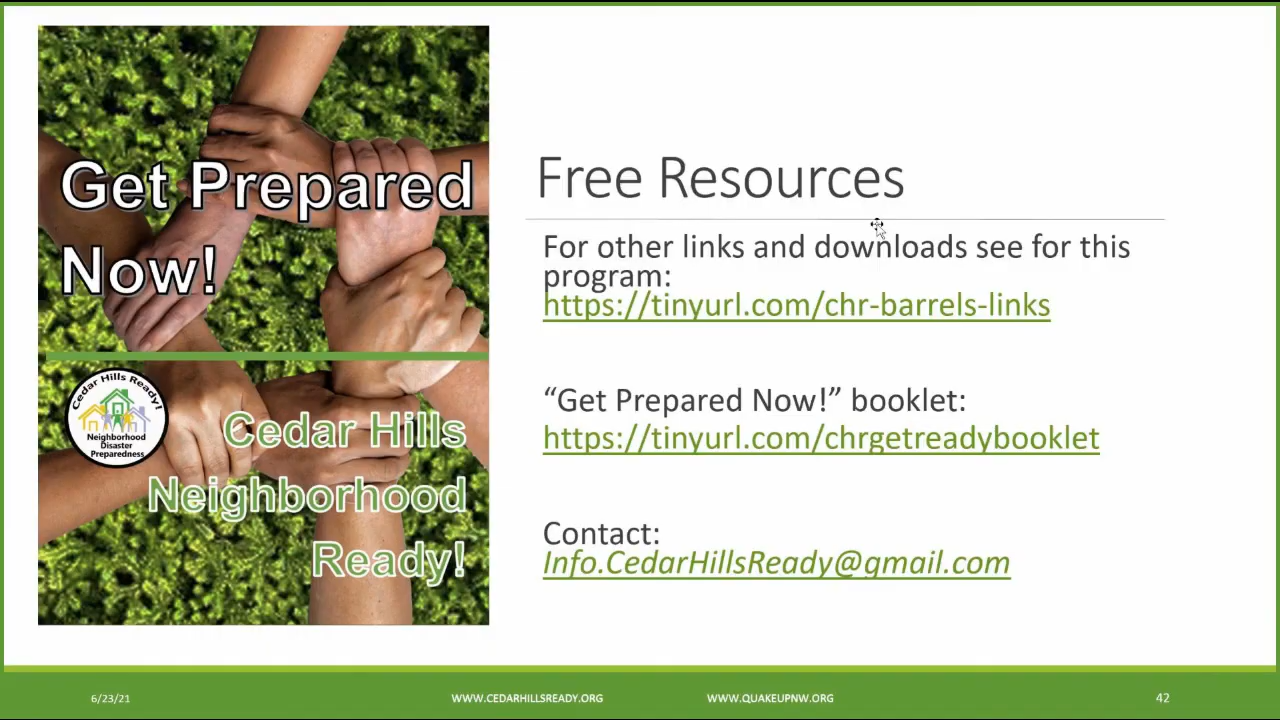 Get Prepared
Now!
Cedar Hills Ready!
Neighborhood
Disaster
Preparedness
Cedar Hills
Neighborhood
Ready!
Free Resources
For other links and downloads see for this
program:
https://tinyurl.com/chr-barrels-links
“Get Prepared Now!” booklet:
https://tinyurl.com/chrgetreadybooklet
Contact:
Info.CedarHillsReady@gmail.com
6/23/21
WWW.CEDARHILLSREADY.ORG
WWW.QUAKEUPNW.ORG
42